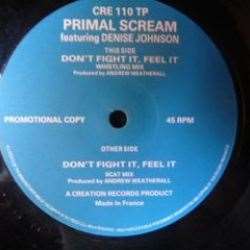 CRE 110 TP
PRIMAL SCREAM
featuring DENISE JOHNSON
THIS SIDE
DON'T FIGHT IT, FEEL IT
WHISTLING MIX
Produced by ANDREW WEATHERALL
PROMOTIONAL COPY 45 RPM
OTHER SIDE
DON'T FIGHT IT, FEEL IT
SCAT MIX
Produced by ANDREW WEATHERALL
A CREATION RECORDS PRODUCT
Made in France